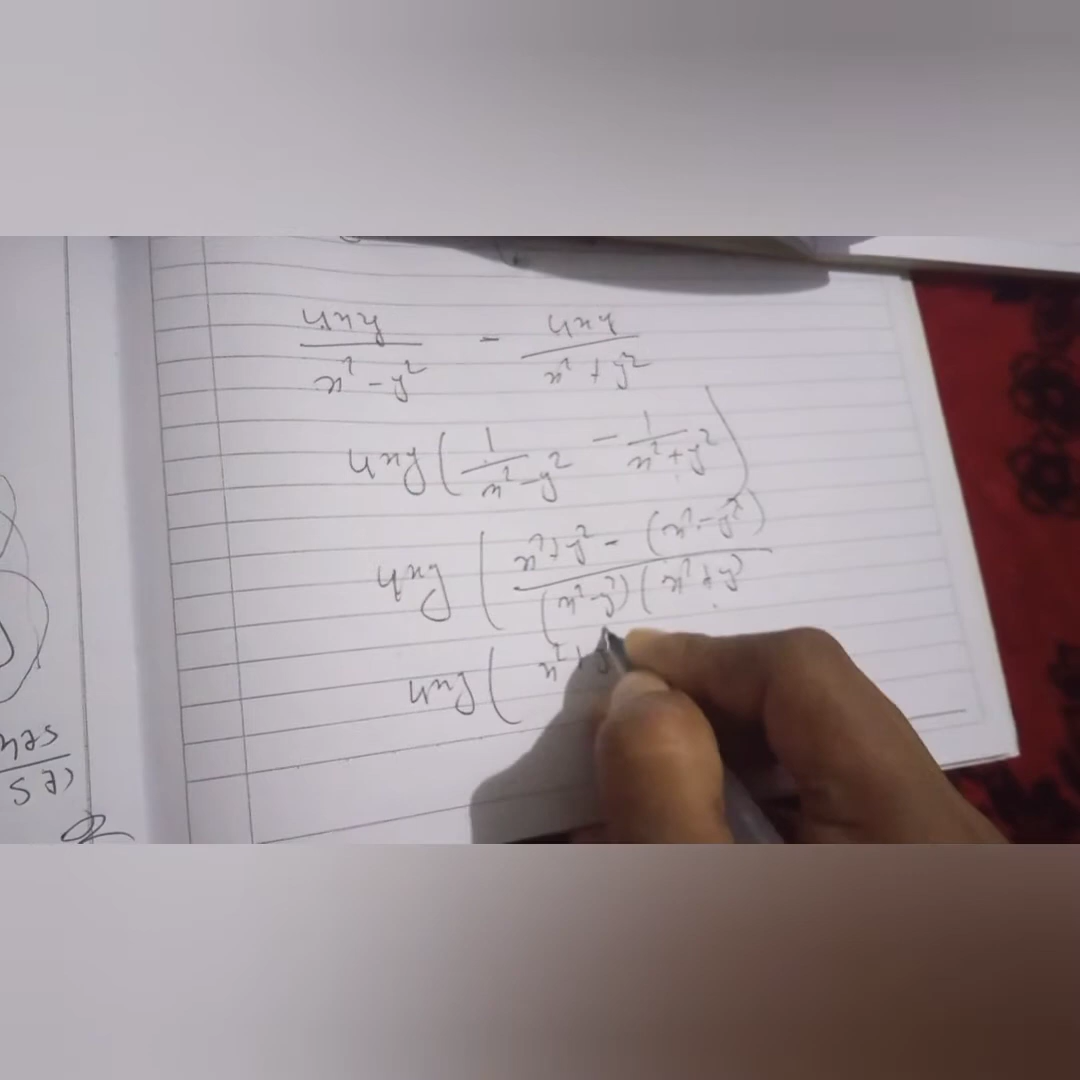 4xy/(x² - y²) - 4xy/(x² + y²)
4xy (1/(x² - y²) - 1/(x² + y²))
4xy ((x² + y² - (x² - y²))/((x² - y²)(x² + y²
4xy ( x² + y